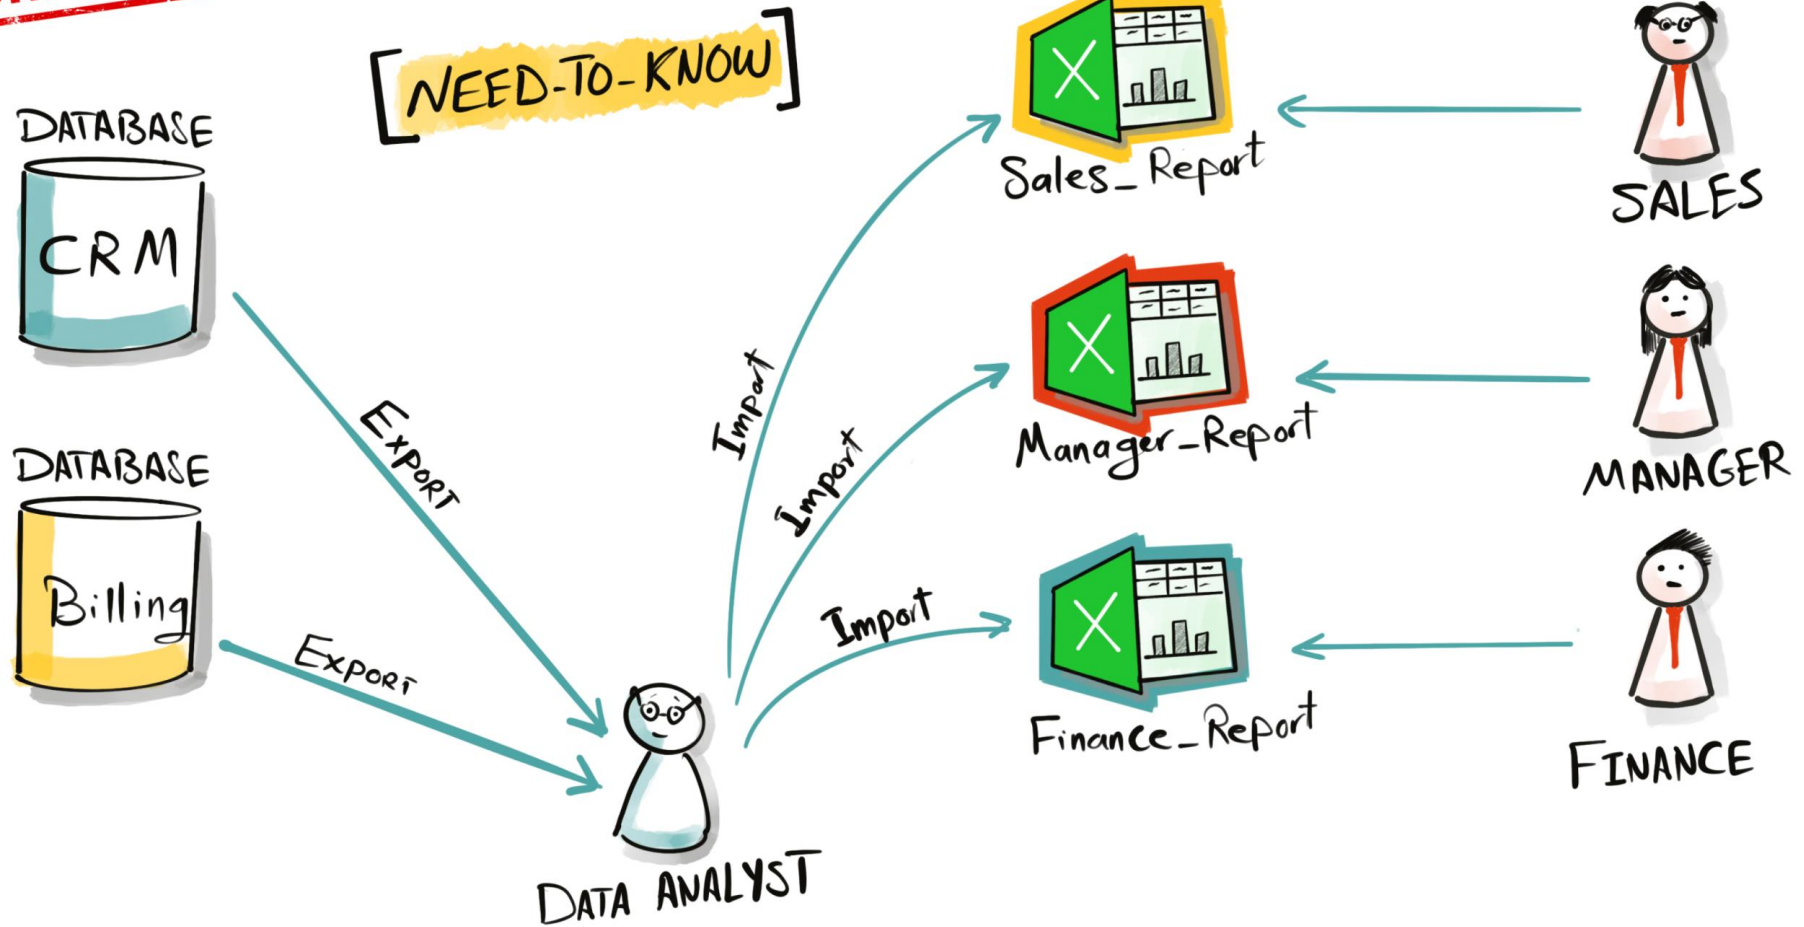 NEED-TO-KNOW
DATABASE
CRM
DATABASE
Billing
EXPORT
EXPORT
DATA ANALYST
Import
Import
Import
X
Sales_Report
X
Manager_Report
X
Finance_Report
SALES
MANAGER
FINANCE